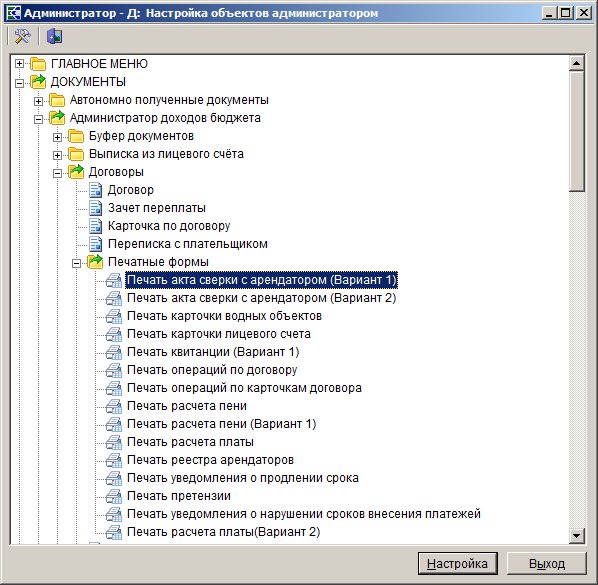 Администратор - Д: Настройка объектов администратором
ГЛАВНОЕ МЕНЮ
ДОКУМЕНТЫ
Автономно полученные документы
Администратор доходов бюджета
Буфер документов
Выписка из лицевого счёта
Договоры
Договор
Зачет переплаты
Карточка по договору
Переписка с плательщиком
Печатные формы
Печать акта сверки с арендатором (Вариант 1)
Печать акта сверки с арендатором (Вариант 2)
Печать карточки водных объектов
Печать карточки лицевого счета
Печать квитанции (Вариант 1)
Печать операций по договору
Печать операций по карточкам договора
Печать расчета пени
Печать расчета пени (Вариант 1)
Печать расчета платы
Печать реестра арендаторов
Печать уведомления о продлении срока
Печать претензии
Печать уведомления о нарушении сроков внесения платежей
Печать расчета платы(Вариант 2)
Настройка Выход